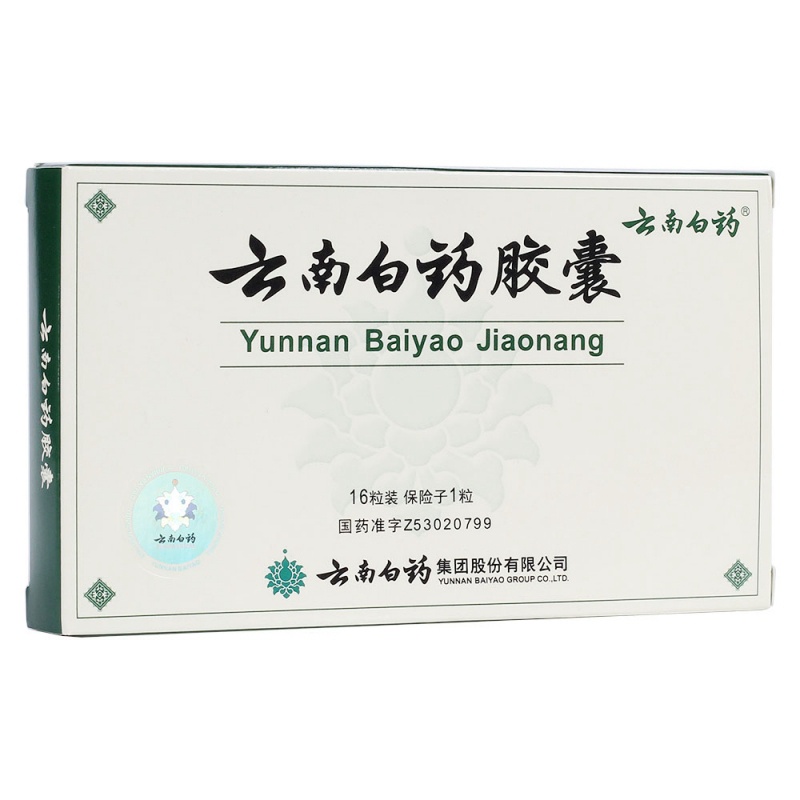 云南白药®
云南白药胶囊
Yunnan Baiyao Jiaonang
16粒装 保险子1粒
国药准字Z53020799
云南白药集团股份有限公司
YUNNAN BAIYAO GROUP CO.,LTD.
云南白药胶囊
云南白药